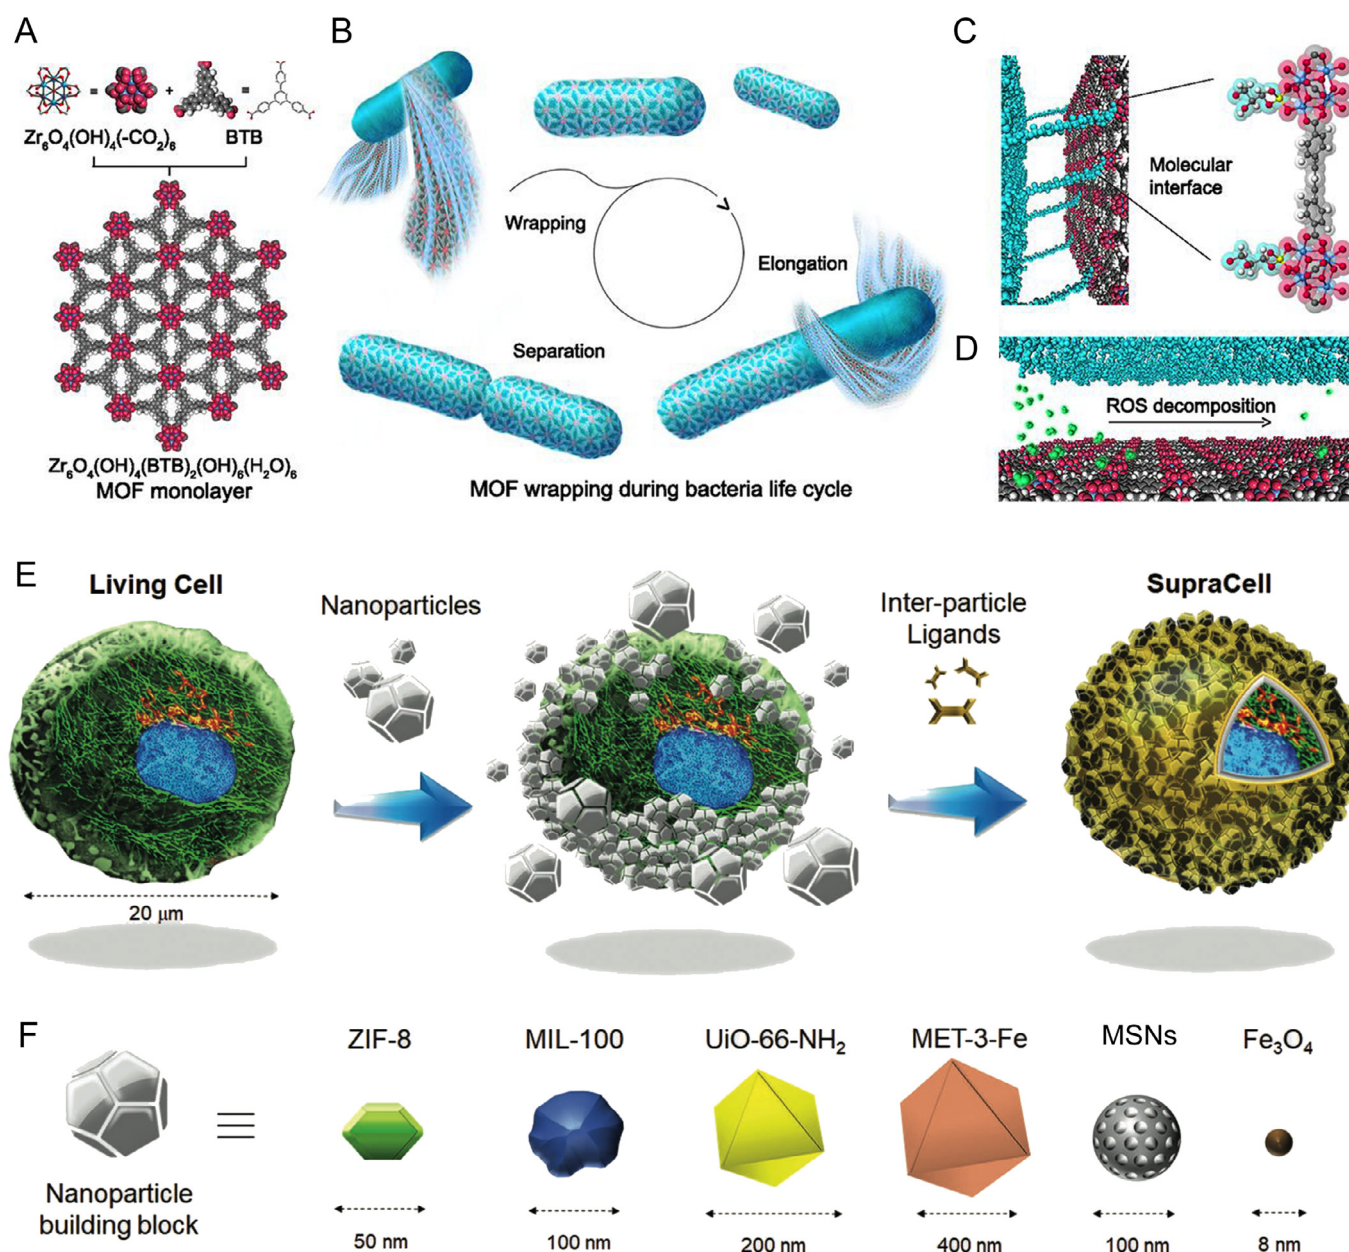 A
Zr6O4(OH)4(-CO2)6
BTB
Zr6O4(OH)4(BTB)2(OH)6(H2O)6
MOF monolayer
B
Wrapping
Elongation
Separation
MOF wrapping during bacteria life cycle
C
Molecular
interface
D
ROS decomposition
E
Living Cell
20 μm
Nanoparticles
Inter-particle
Ligands
SupraCell
F
Nanoparticle
building block
ZIF-8
50 nm
MIL-100
100 nm
UiO-66-NH2
200 nm
MET-3-Fe
400 nm
MSNs
100 nm
Fe3O4
8 nm